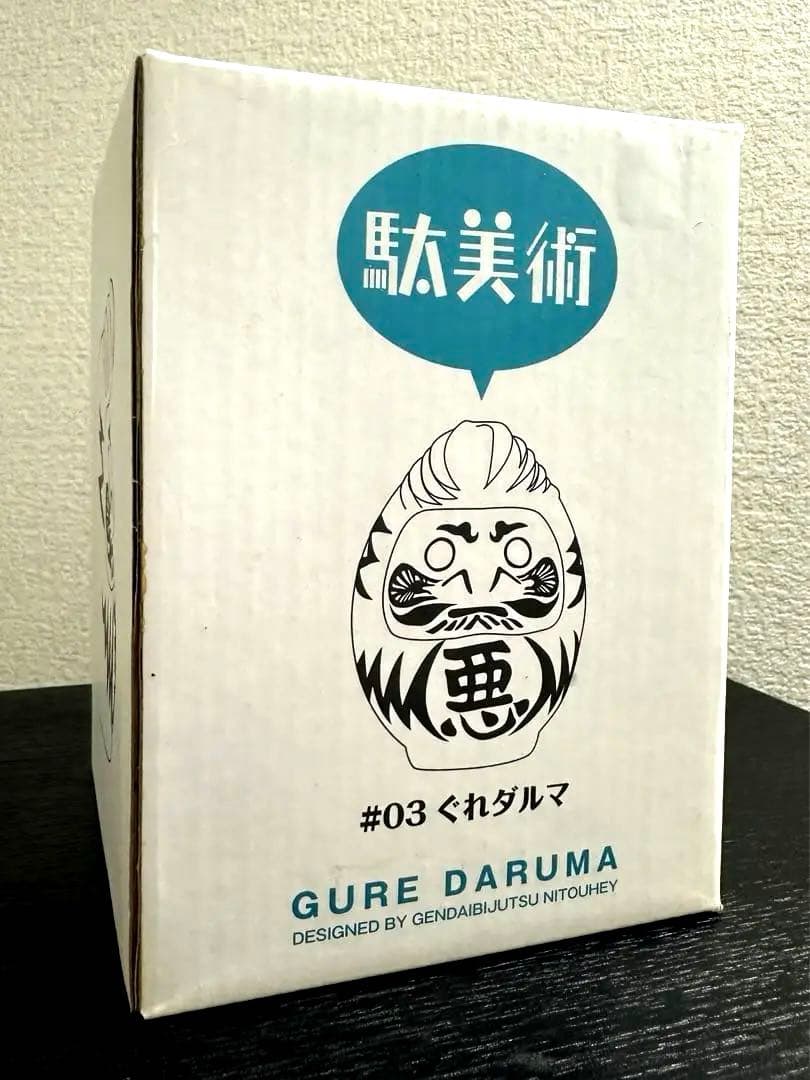 駄美術
悪
#03 ぐれダルマ
GURE DARUMA
DESIGNED BY GENDAIBIJUTSU NITOUHEY